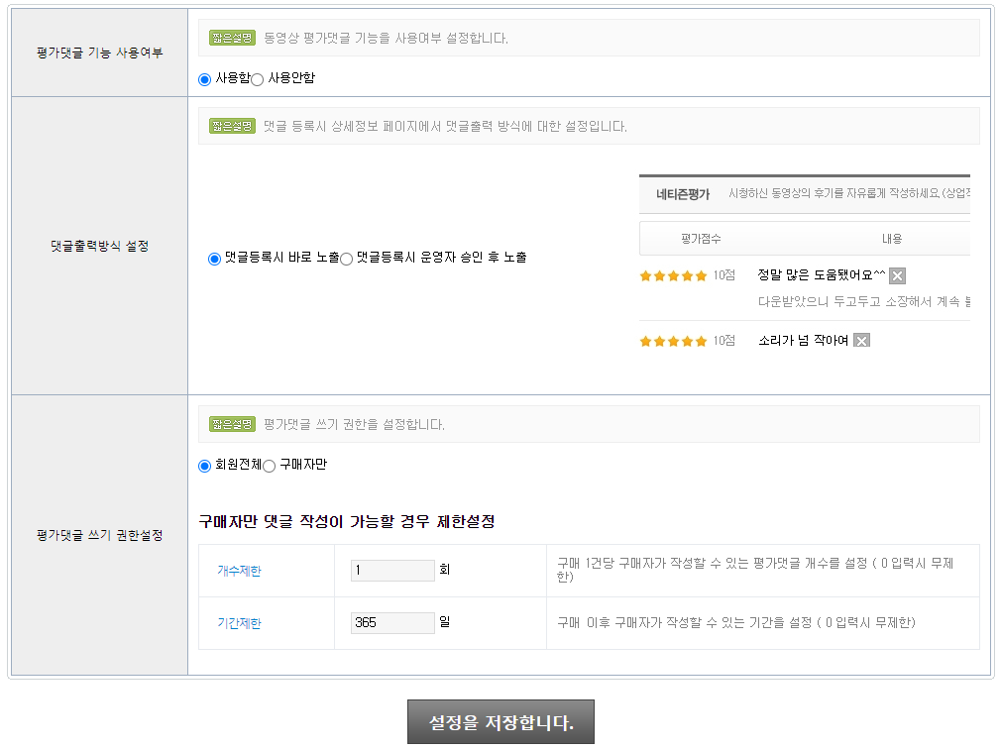 평가댓글 기능 사용여부
짧은설명 동영상 평가댓글 기능을 사용여부 설정합니다.
사용함 사용안함
댓글출력방식 설정
짧은설명 댓글 등록시 상세정보 페이지에서 댓글출력 방식에 대한 설정입니다.
댓글등록시 바로 노출 댓글등록시 운영자 승인 후 노출
네티즌평가 시청하신 동영상의 후기를 자유롭게 작성하세요.(상업적
평가점수 내용
10점 정말 많은 도움됐어요^^
다운받았으니 두고두고 소장해서 계속 볼
10점 소리가 넘 작아여
평가댓글 쓰기 권한설정
짧은설명 평가댓글 쓰기 권한을 설정합니다.
회원전체 구매자만
구매자만 댓글 작성이 가능할 경우 제한설정
개수제한 1 회 구매 1건당 구매자가 작성할 수 있는 평가댓글 개수를 설정 ( 0 입력시 무제
한)
기간제한 365 일 구매 이후 구매자가 작성할 수 있는 기간을 설정 ( 0 입력시 무제한)
설정을 저장합니다.